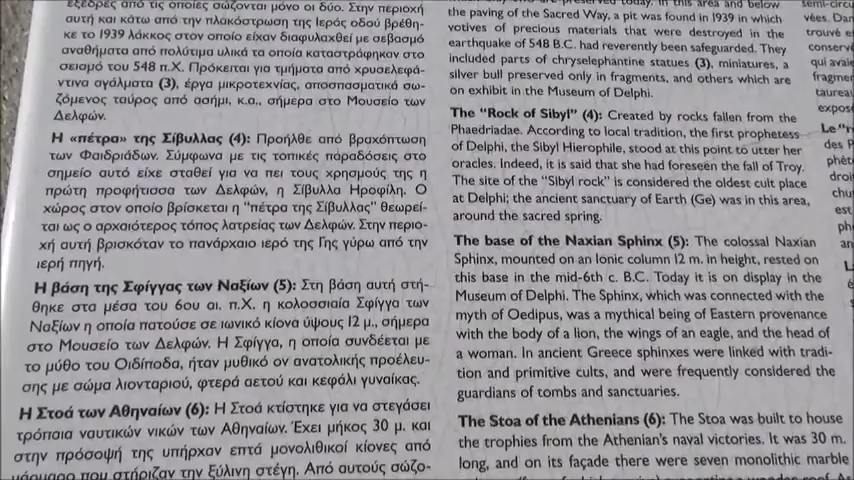 εξέδρες από τις οποίες σώζονται μόνο οι δύο. Στην περιοχή
αυτή και κάτω από την πλακόστρωση της Ιεράς οδού βρέθη-
κε το 1939 λάκκος στον οποίο είχαν διαφυλαχθεί με σεβασμό
αναθήματα από πολύτιμα υλικά τα οποία καταστράφηκαν στο
σεισμό του 548 π.Χ. Πρόκειται για τμήματα από χρυσελεφά-
ντινα αγάλματα (3), έργα μικροτεχνίας, αποσπασματικά σω-
ζόμενος ταύρος από ασήμι, κ.α., σήμερα στο Μουσείο των
Δελφών.
Η «πέτρα» της Σίβυλλας (4): Προήλθε από βραχόπτωση
των Φαιδριάδων. Σύμφωνα με τις τοπικές παραδόσεις στο
σημείο αυτό είχε σταθεί για να πει τους χρησμούς της η
πρώτη προφήτισσα των Δελφών, η Σίβυλλα Ηροφίλη. Ο
χώρος στον οποίο βρίσκεται η "πέτρα της Σίβυλλας" θεωρεί-
ται ως ο αρχαιότερος τόπος λατρείας των Δελφών. Στην περιο-
χή αυτή βρισκόταν το πανάρχαιο ιερό της Γης γύρω από την
ιερή πηγή.
Η βάση της Σφίγγας των Ναξίων (5): Στη βάση αυτή στή-
θηκε στα μέσα του 6ου αι. π.Χ. η κολοσσιαία Σφίγγα των
Ναξίων η οποία πατούσε σε ιωνικό κίονα ύψους 12 μ., σήμερα
στο Μουσείο των Δελφών. Η Σφίγγα, η οποία συνδέεται με
το μύθο του Οιδίποδα, ήταν μυθικό ον ανατολικής προέλευ-
σης με σώμα λιονταριού, φτερά αετού και κεφάλι γυναίκας.
Η Στοά των Αθηναίων (6): Η Στοά κτίστηκε για να στεγάσει
τρόπαια ναυτικών νικών των Αθηναίων. Έχει μήκος 30 μ. και
στην πρόσοψή της υπήρχαν επτά μονολιθικοί κίονες από
μάρμαρο που στήριζαν την ξύλινη στέγη. Από αυτούς σώζο-
the paving of the Sacred Way, a pit was found in 1939 in which
votives of precious materials that were destroyed in the
earthquake of 548 B.C. had reverently been safeguarded. They
included parts of chryselephantine statues (3), miniatures, a
silver bull preserved only in fragments, and others which are
on exhibit in the Museum of Delphi.
The "Rock of Sibyl" (4): Created by rocks fallen from the
Phaedriadae. According to local tradition, the first prophetess
of Delphi, the Sibyl Hierophile, stood at this point to utter her
oracles. Indeed, it is said that she had foreseen the fall of Troy.
The site of the "Sibyl rock" is considered the oldest cult place
at Delphi; the ancient sanctuary of Earth (Ge) was in this area,
around the sacred spring.
The base of the Naxian Sphinx (5): The colossal Naxian
Sphinx, mounted on an Ionic column 12 m. in height, rested on
this base in the mid-6th c. B.C. Today it is on display in the
Museum of Delphi. The Sphinx, which was connected with the
myth of Oedipus, was a mythical being of Eastern provenance
with the body of a lion, the wings of an eagle, and the head of
a woman. In ancient Greece sphinxes were linked with tradi-
tion and primitive cults, and were frequently considered the
guardians of tombs and sanctuaries.
The Stoa of the Athenians (6): The Stoa was built to house
the trophies from the Athenian's naval victories. It was 30 m.
long, and on its façade there were seven monolithic marble
semi-circu
vées. Dan
trouvé e
conserv
qui avaie
fragmen
taureau
expos
Le "r
des P
phét
droi
chu
est